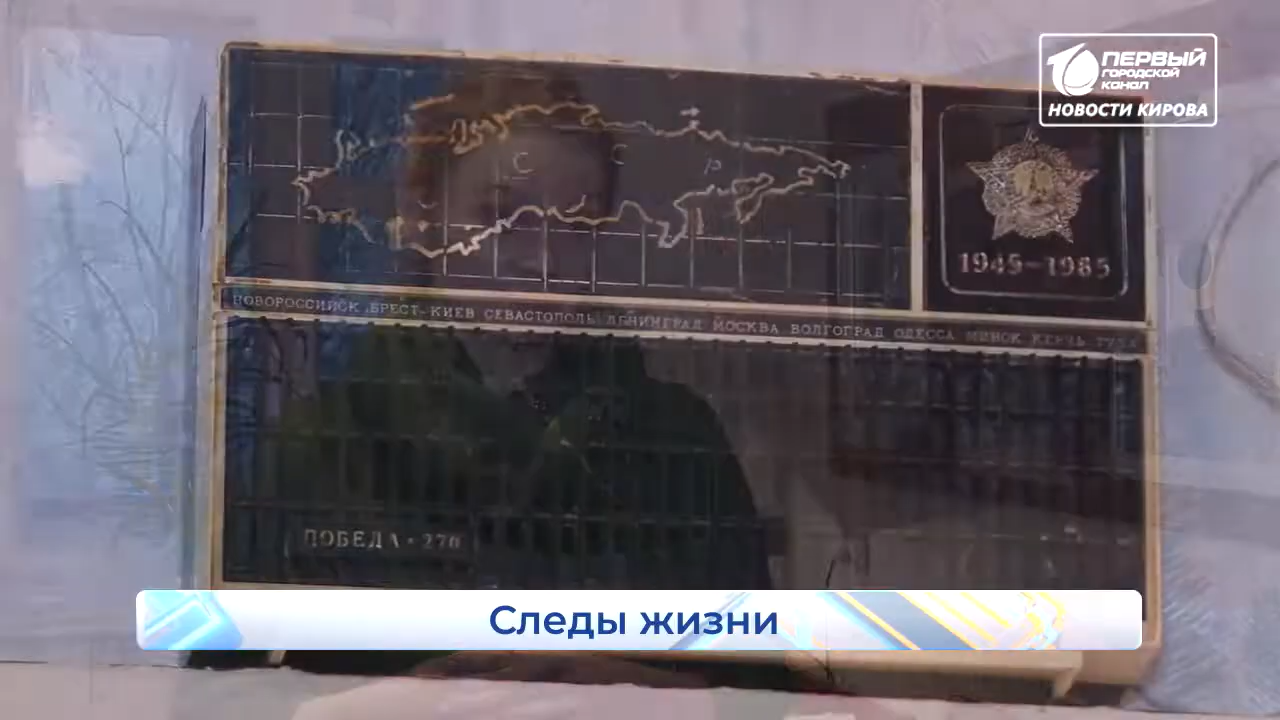 ПЕРВЫЙ
ГОРОДСКОЙ
КАНАЛ
НОВОСТИ КИРОВА
С С Р
1945-1985
НОВОРОССИЙСК БРЕСТ-КИЕВ СЕВАСТОПОЛЬ ЛЕНИНГРАД МОСКВА ВОЛГОГРАД ОДЕССА МИНСК КЕРЧЬ ТУЛА
ПОБЕДА-270
Следы жизни